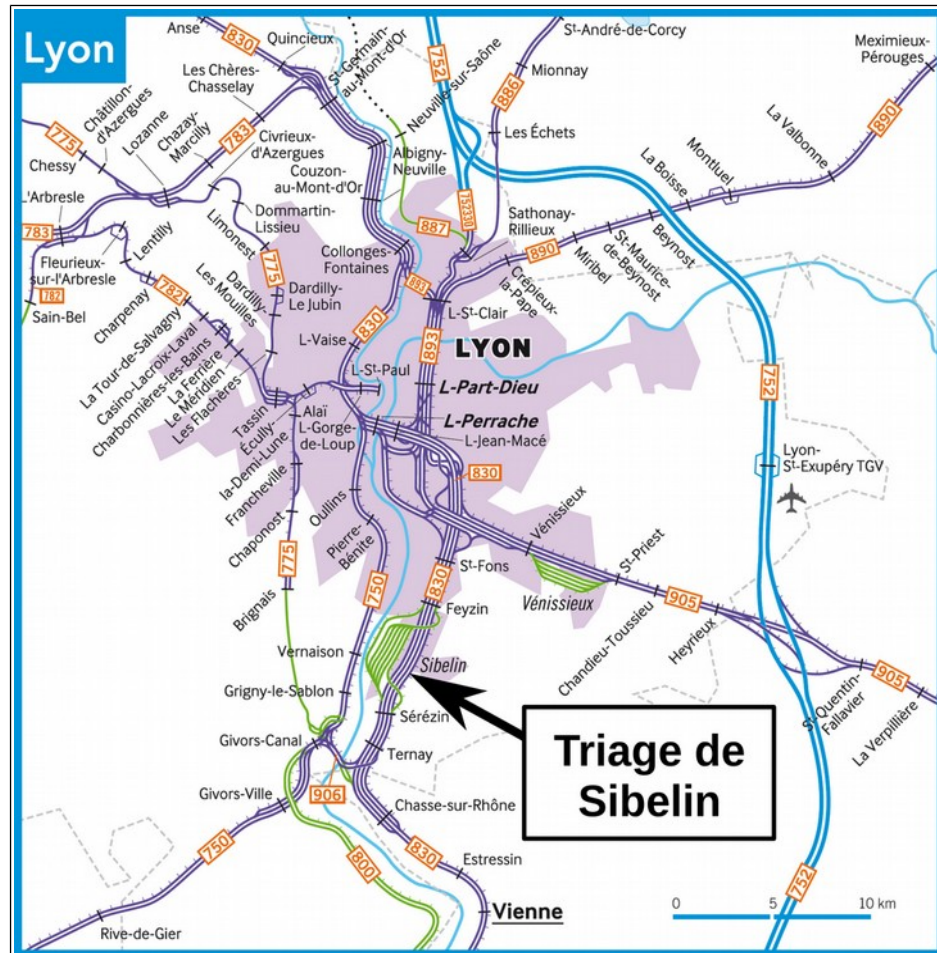 Lyon
Anse
830
Quincieux
St-Germain-
au-Mont-d'Or
752
St-André-de-Corcy
Mionnay
886
Meximieux-
Pérouges
890
Les Chères-
Chasselay
Neuville-sur-Saône
Les Échets
La Valbonne
Châtillon-
d'Azergues
775
Lozanne
Chazay-
Marcilly
783
Civrieux-
d'Azergues
Albigny-
Neuville
Montluel
La Boisse
Chessy
Couzon-
au-Mont-d'Or
752330
L'Arbresle
783
Dommartin-
Lissieu
887
Sathonay-
Rillieux
Beynost
Lentilly
Limonest
775
Collonges-
Fontaines
890
St-Maurice-
de-Beynost
Miribel
Fleurieux-
sur-l'Arbresle
782
Sain-Bel
Charpenay
782
Dardilly-
Les Mouilles
Dardilly-
Le Jubin
893
Crépieux-
la-Pape
L-St-Clair
La Tour-de-Salvagny
Casino-Lacroix-Laval
Charbonnières-les-Bains
La Ferrière
Le Méridien
Les Flachères
L-Vaise
830
LYON
893
752
L-St-Paul
L-Part-Dieu
Tassin
Écully-
la-Demi-Lune
Alaï
L-Gorge-
de-Loup
L-Perrache
L-Jean-Macé
830
Lyon-
St-Exupéry TGV
Francheville
Chaponost
Oullins
Pierre-
Bénite
Vénissieux
775
St-Fons
St-Priest
750
830
Vénissieux
905
Brignais
Feyzin
Chandieu-Toussieu
Heyrieux
Vernaison
Sibelin
905
Grigny-le-Sablon
St-Quentin-
Fallavier
La Verpillière
Sérézin
Givors-Canal
Ternay
Triage de
Sibelin
Givors-Ville
906
Chasse-sur-Rhône
750
800
830
Estressin
752
Vienne
Rive-de-Gier
0 5 10 km